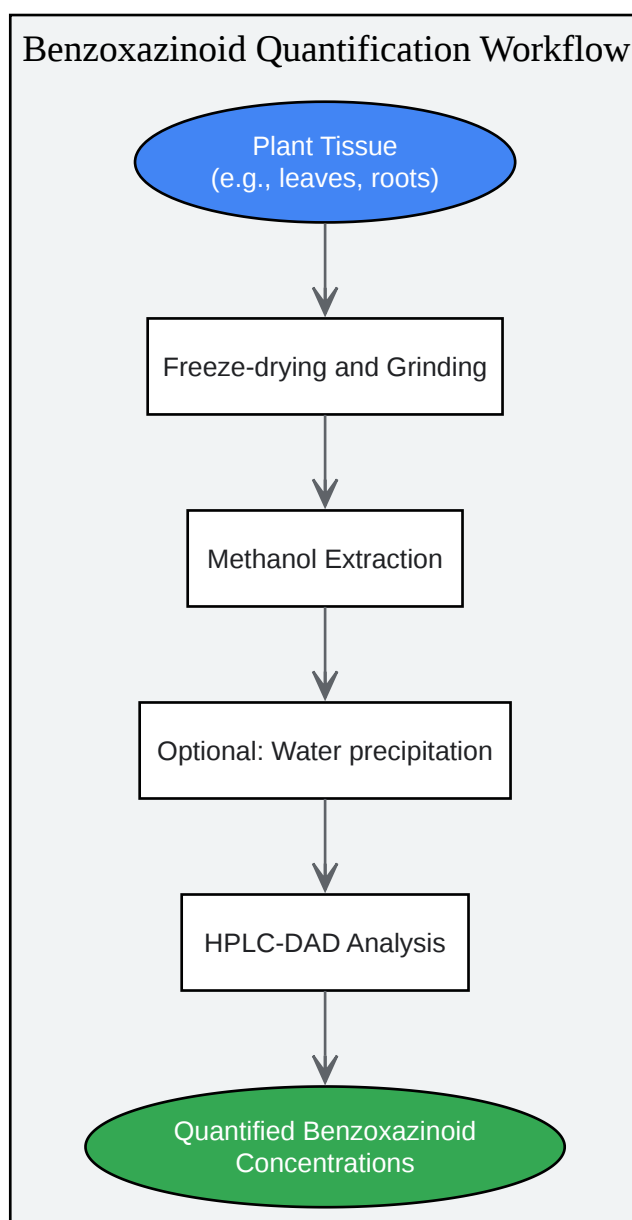 Benzoxazinoid Quantification Workflow
Plant Tissue
(e.g., leaves, roots)
Freeze-drying and Grinding
Methanol Extraction
Optional: Water precipitation
HPLC-DAD Analysis
Quantified Benzoxazinoid
Concentrations